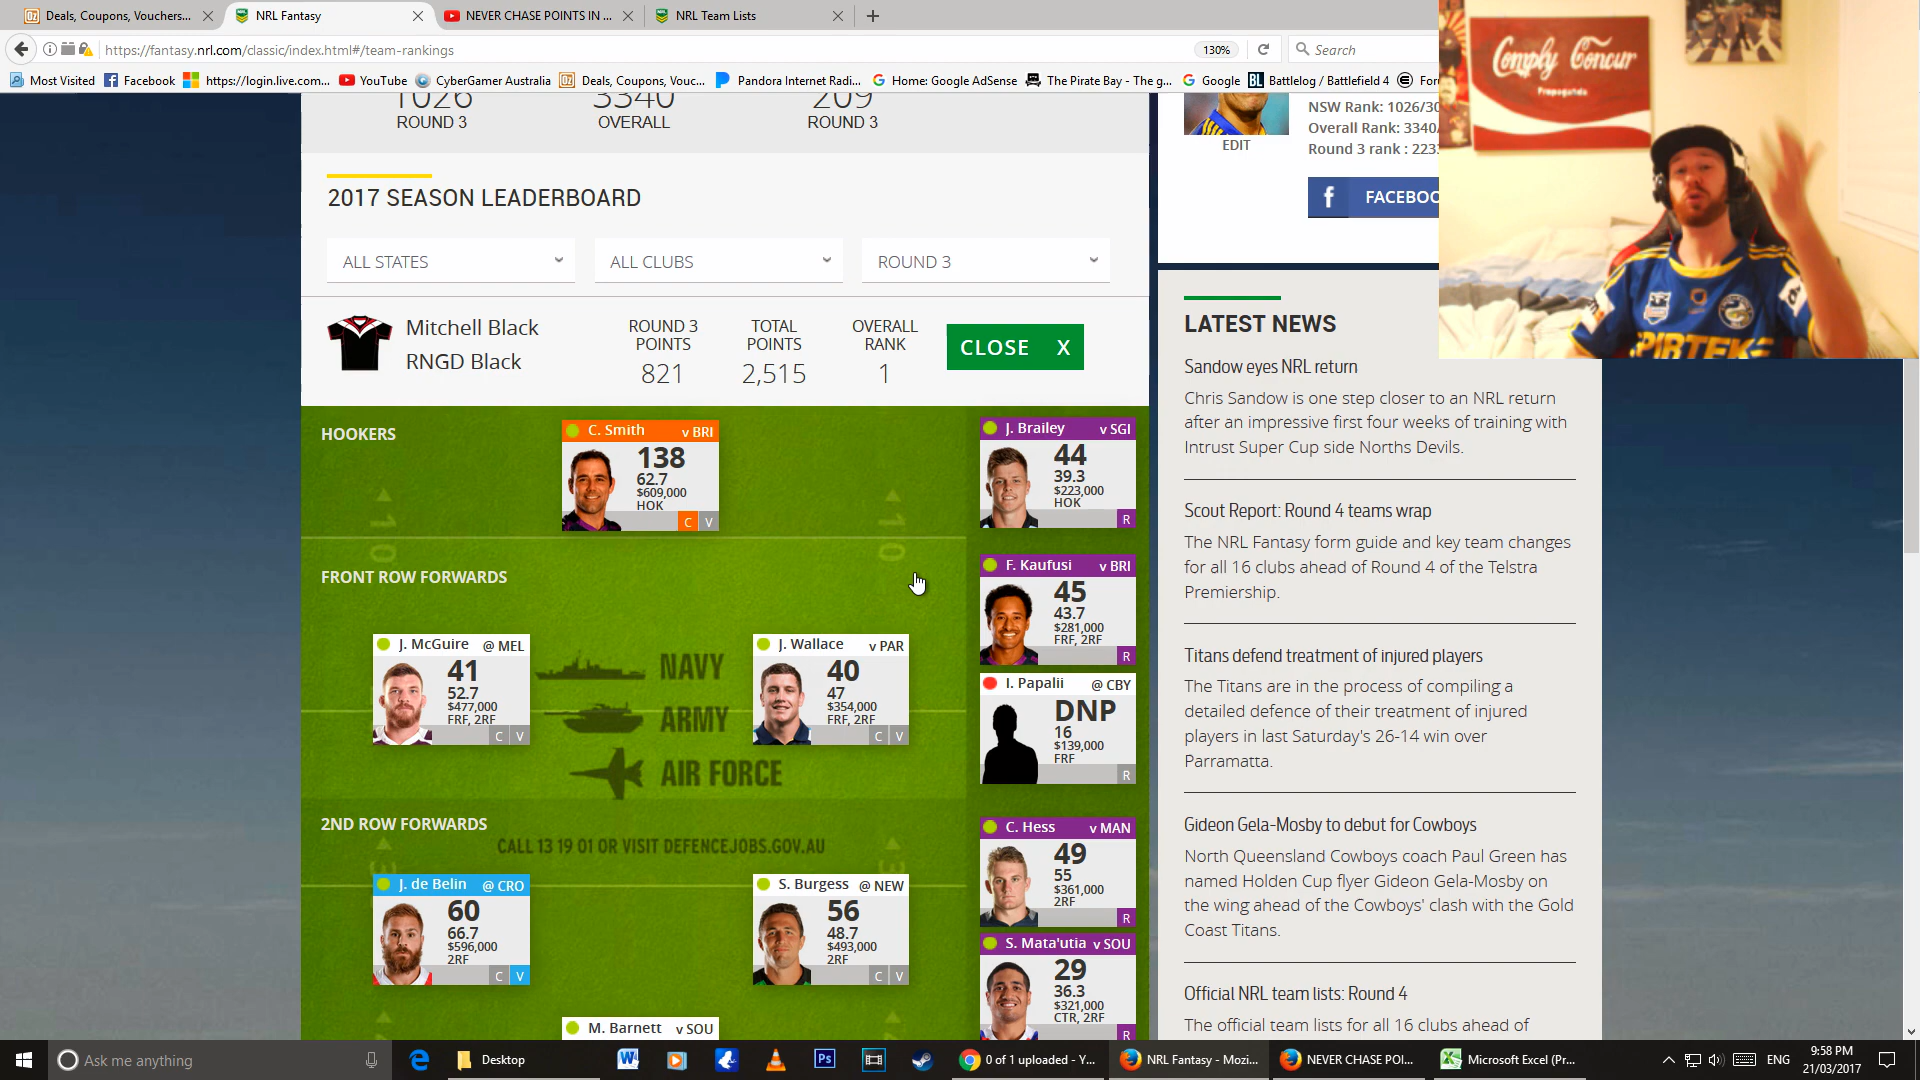 Deals, Coupons, Vouchers...
NRL Fantasy
NEVER CHASE POINTS IN ...
NRL Team Lists
https://fantasy.nrl.com/classic/index.html#/team-rankings
130%
Search
Most Visited
Facebook
https://login.live.com...
YouTube
CyberGamer Australia
Deals, Coupons, Vouc...
Pandora Internet Radi...
Home: Google AdSense
The Pirate Bay - The g...
Google
Battlelog / Battlefield 4
For
Comply Concur
Propaganda
1026
3340
209
ROUND 3
OVERALL
ROUND 3
2017 SEASON LEADERBOARD
ALL STATES
ALL CLUBS
ROUND 3
Mitchell Black
RNGD Black
ROUND 3
POINTS
821
TOTAL
POINTS
2,515
OVERALL
RANK
1
CLOSE X
HOOKERS
C. Smith v BRI
138
62.7
$609,000
HOK
C V
J. Brailey v SGI
44
39.3
$223,000
HOK
R
FRONT ROW FORWARDS
F. Kaufusi v BRI
45
43.7
$281,000
FRF, 2RF
R
J. McGuire @ MEL
41
52.7
$477,000
FRF, 2RF
C V
NAVY
ARMY
AIR FORCE
J. Wallace v PAR
40
47
$354,000
FRF, 2RF
C V
I. Papalii @ CBY
DNP
16
$139,000
FRF
R
2ND ROW FORWARDS
CALL 13 19 01 OR VISIT DEFENCEJOBS.GOV.AU
C. Hess v MAN
49
55
$361,000
2RF
R
J. de Belin @ CRO
60
66.7
$596,000
2RF
C V
S. Burgess @ NEW
56
48.7
$493,000
2RF
C V
S. Mata'utia v SOU
29
36.3
$321,000
CTR, 2RF
R
M. Barnett v SOU
EDIT
NSW Rank: 1026/30
Overall Rank: 3340/
Round 3 rank : 223
FACEBOO
LATEST NEWS
Sandow eyes NRL return
Chris Sandow is one step closer to an NRL return
after an impressive first four weeks of training with
Intrust Super Cup side Norths Devils.
Scout Report: Round 4 teams wrap
The NRL Fantasy form guide and key team changes
for all 16 clubs ahead of Round 4 of the Telstra
Premiership.
Titans defend treatment of injured players
The Titans are in the process of compiling a
detailed defence of their treatment of injured
players in last Saturday's 26-14 win over
Parramatta.
Gideon Gela-Mosby to debut for Cowboys
North Queensland Cowboys coach Paul Green has
named Holden Cup flyer Gideon Gela-Mosby on
the wing ahead of the Cowboys' clash with the Gold
Coast Titans.
Official NRL team lists: Round 4
The official team lists for all 16 clubs ahead of
Ask me anything
Desktop
0 of 1 uploaded - Y...
NRL Fantasy - Mozi...
NEVER CHASE POI...
Microsoft Excel (Pr...
ENG
9:58 PM
21/03/2017